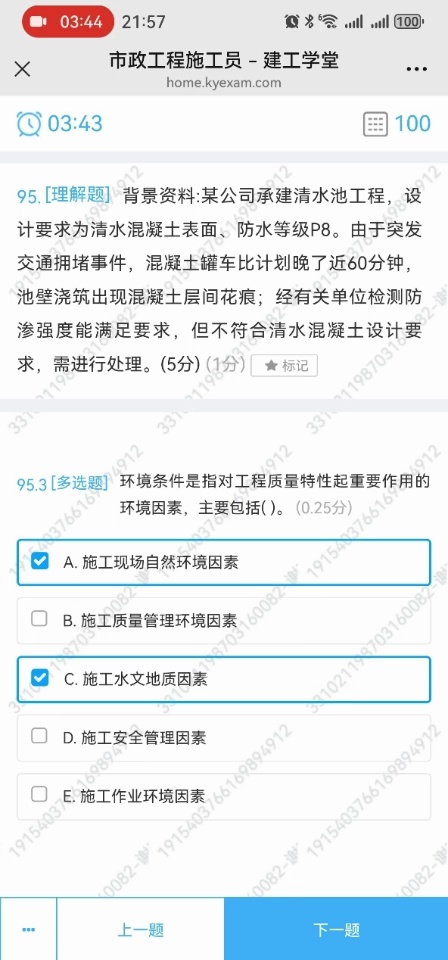 03:44 21:57 100
市政工程施工员 - 建工学堂
home.kyexam.com
03:43 100
95. [理解题] 背景资料:某公司承建清水池工程，设
计要求为清水混凝土表面、防水等级P8。由于突发
交通拥堵事件，混凝土罐车比计划晚了近60分钟，
池壁浇筑出现混凝土层间花痕；经有关单位检测防
渗强度能满足要求，但不符合清水混凝土设计要
求，需进行处理。(5分) (1分) ★ 标记
95.3 [多选题] 环境条件是指对工程质量特性起重要作用的
环境因素，主要包括( )。 (0.25分)
A. 施工现场自然环境因素
B. 施工质量管理环境因素
C. 施工水文地质因素
D. 施工安全管理因素
E. 施工作业环境因素
上一题 下一题